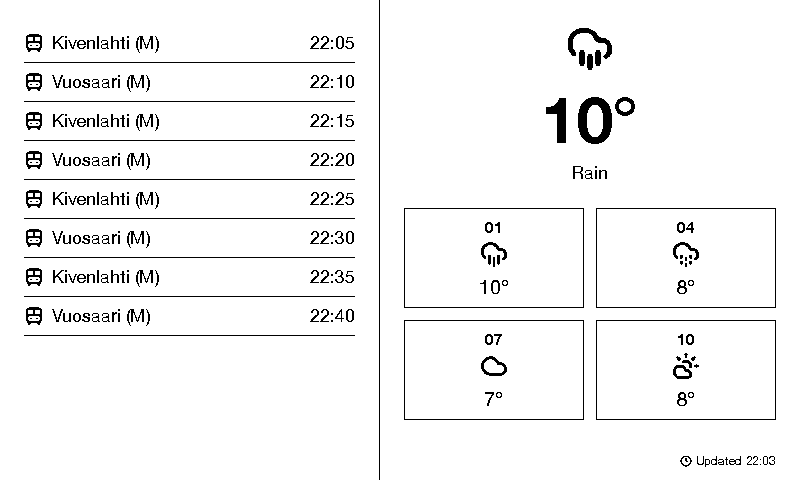 Kivenlahti (M) 22:05
Vuosaari (M) 22:10
Kivenlahti (M) 22:15
Vuosaari (M) 22:20
Kivenlahti (M) 22:25
Vuosaari (M) 22:30
Kivenlahti (M) 22:35
Vuosaari (M) 22:40
10°
Rain
01
10°
04
8°
07
7°
10
8°
Updated 22:03